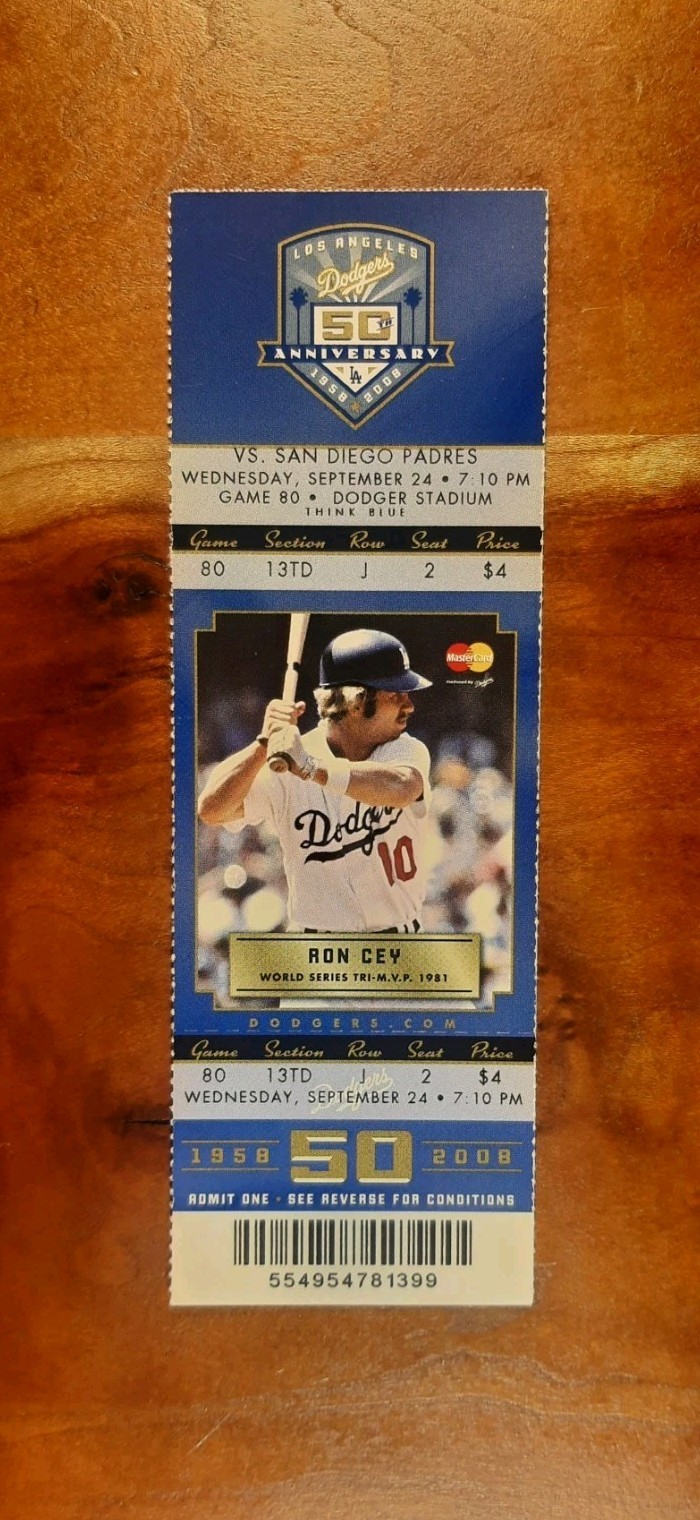 LOS ANGELES
Dodgers
50TH
ANNIVERSARY
LA
1958 ★ 2008
VS. SAN DIEGO PADRES
WEDNESDAY, SEPTEMBER 24 • 7:10 PM
GAME 80 • DODGER STADIUM
THINK BLUE
Game Section Row Seat Price
80 13TD J 2 $4
MasterCard
Dodgers
10
RON CEY
WORLD SERIES TRI-M.V.P. 1981
DODGERS.COM
Game Section Row Seat Price
80 13TD J 2 $4
Dodgers
WEDNESDAY, SEPTEMBER 24 • 7:10 PM
1958 50 2008
ADMIT ONE • SEE REVERSE FOR CONDITIONS
554954781399